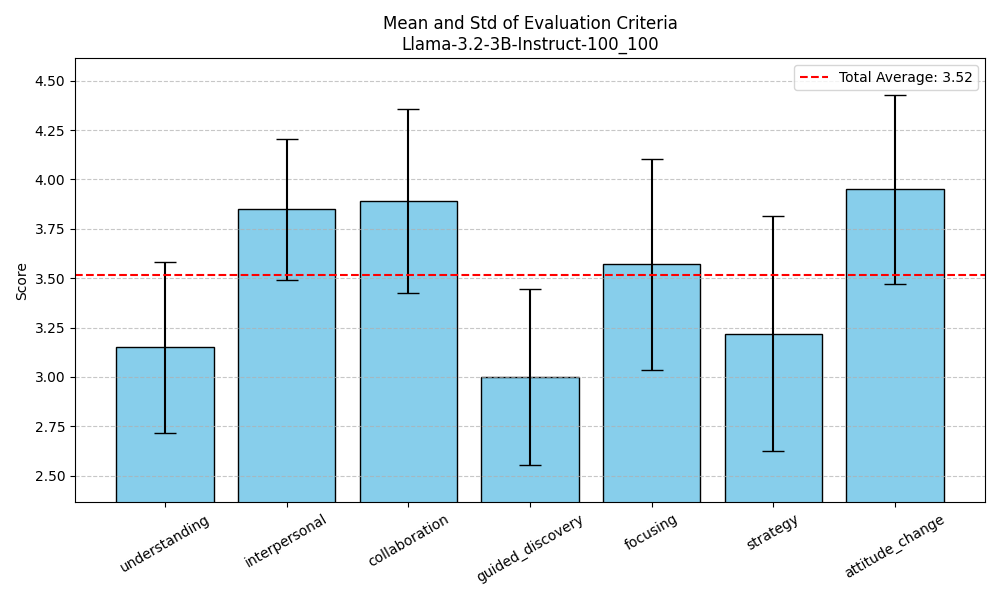 Mean and Std of Evaluation Criteria
Llama-3.2-3B-Instruct-100_100
Total Average: 3.52
Score
4.50
4.25
4.00
3.75
3.50
3.25
3.00
2.75
2.50
understanding
interpersonal
collaboration
guided_discovery
focusing
strategy
attitude_change